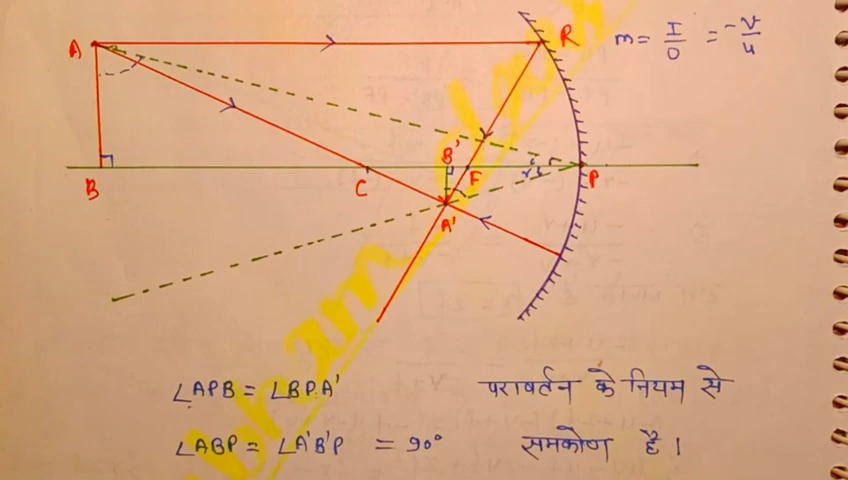 m = I/O = -v/u
A R
B C B' F P
A'
∠APB = ∠BPA' परावर्तन के नियम से
∠ABP = ∠A'B'P = 90° समकोण है।